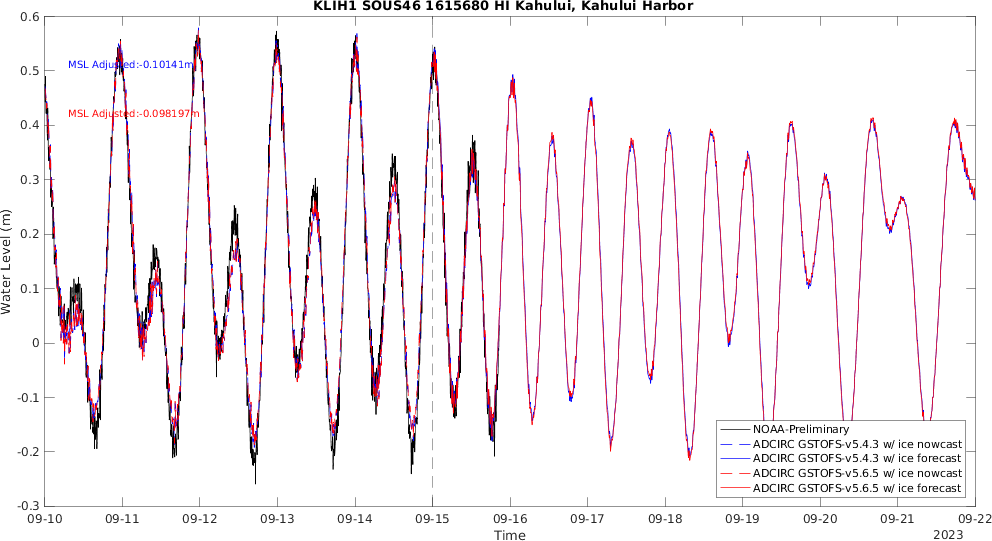 KLIH1 SOUS46 1615680 HI Kahului, Kahului Harbor
0.6
0.5
0.4
0.3
0.2
0.1
0
-0.1
-0.2
-0.3
Water Level (m)
MSL Adjusted:-0.10141m
MSL Adjusted:-0.098197m
NOAA-Preliminary
ADCIRC GSTOFS-v5.4.3 w/ ice nowcast
ADCIRC GSTOFS-v5.4.3 w/ ice forecast
ADCIRC GSTOFS-v5.6.5 w/ ice nowcast
ADCIRC GSTOFS-v5.6.5 w/ ice forecast
09-10 09-11 09-12 09-13 09-14 09-15 09-16 09-17 09-18 09-19 09-20 09-21 09-22
Time
2023